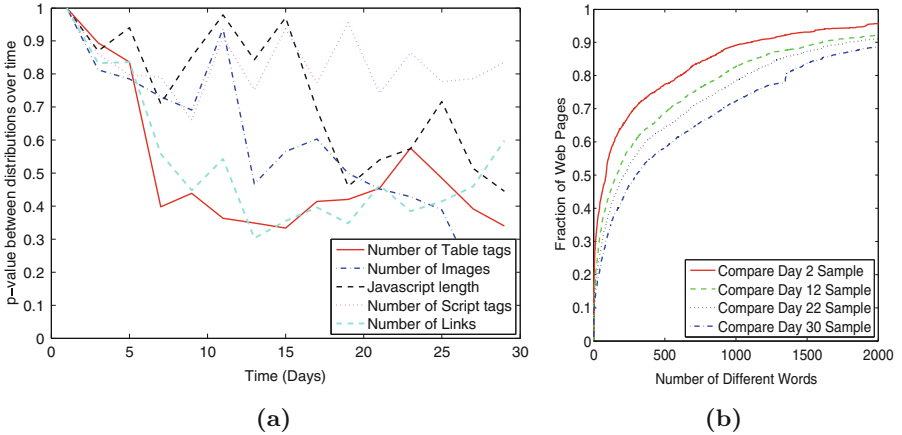 p-value between distributions over time
1
0.9
0.8
0.7
0.6
0.5
0.4
0.3
0.2
0.1
0
0 5 10 15 20 25 30
Time (Days)
Number of Table tags
Number of Images
Javascript length
Number of Script tags
Number of Links
(a)
Fraction of Web Pages
1
0.9
0.8
0.7
0.6
0.5
0.4
0.3
0.2
0.1
0
0 500 1000 1500 2000
Number of Different Words
Compare Day 2 Sample
Compare Day 12 Sample
Compare Day 22 Sample
Compare Day 30 Sample
(b)